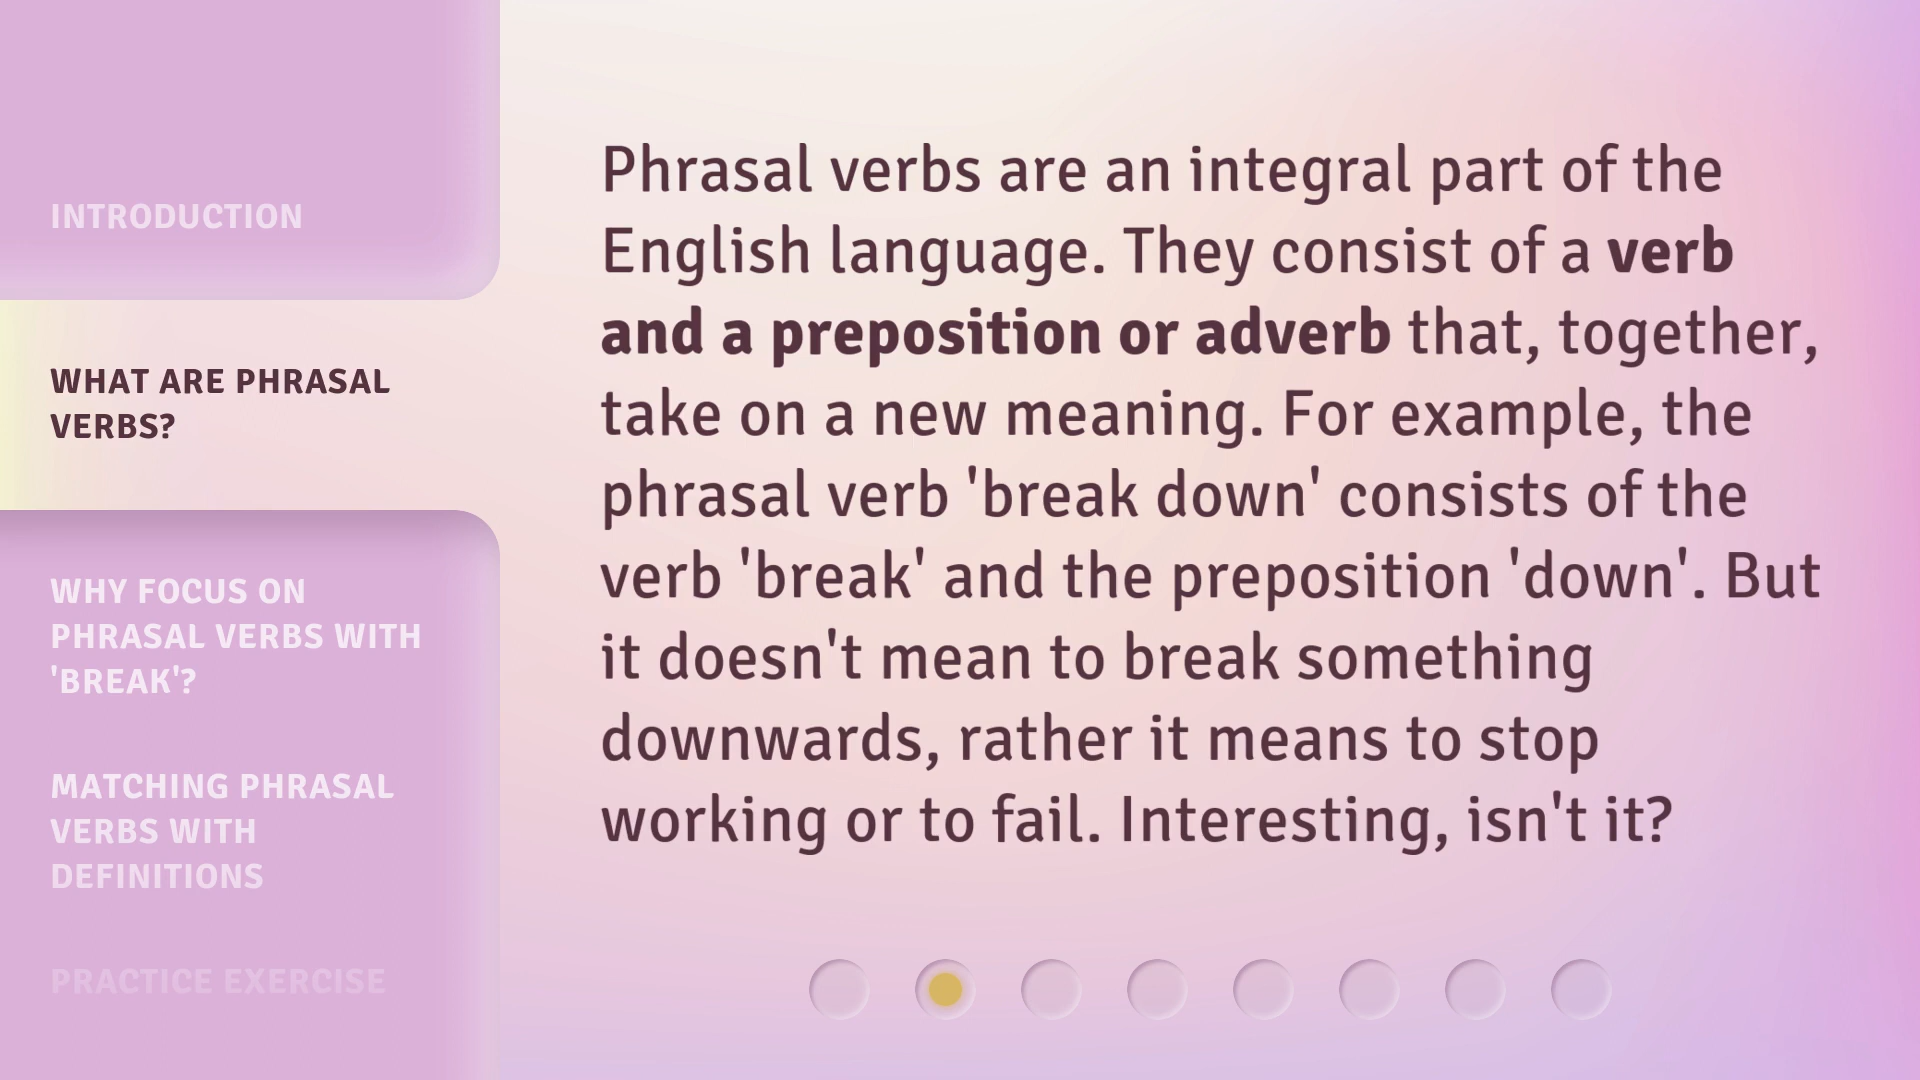 INTRODUCTION
WHAT ARE PHRASAL
VERBS?
WHY FOCUS ON
PHRASAL VERBS WITH
'BREAK'?
MATCHING PHRASAL
VERBS WITH
DEFINITIONS
PRACTICE EXERCISE
Phrasal verbs are an integral part of the
English language. They consist of a verb
and a preposition or adverb that, together,
take on a new meaning. For example, the
phrasal verb 'break down' consists of the
verb 'break' and the preposition 'down'. But
it doesn't mean to break something
downwards, rather it means to stop
working or to fail. Interesting, isn't it?